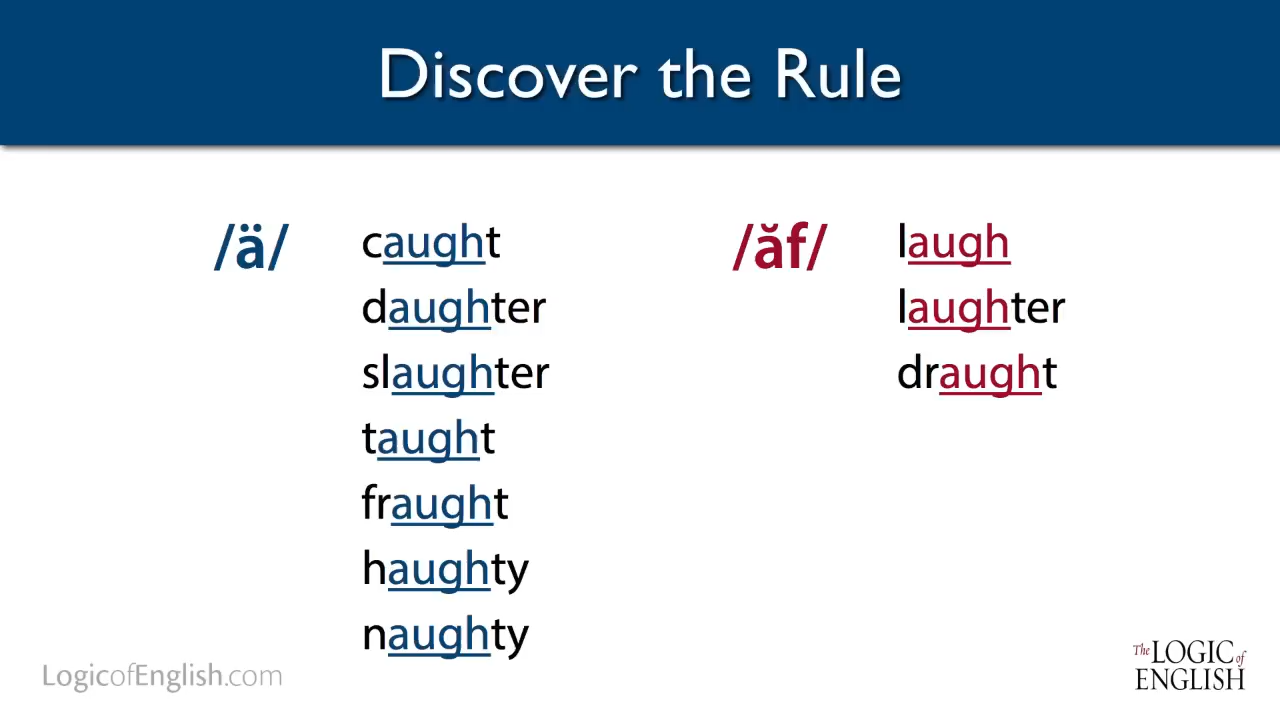 Discover the Rule
/ä/
caught
daughter
slaughter
taught
fraught
haughty
naughty
/ăf/
laugh
laughter
draught
LogicofEnglish.com
The LOGIC of
ENGLISH